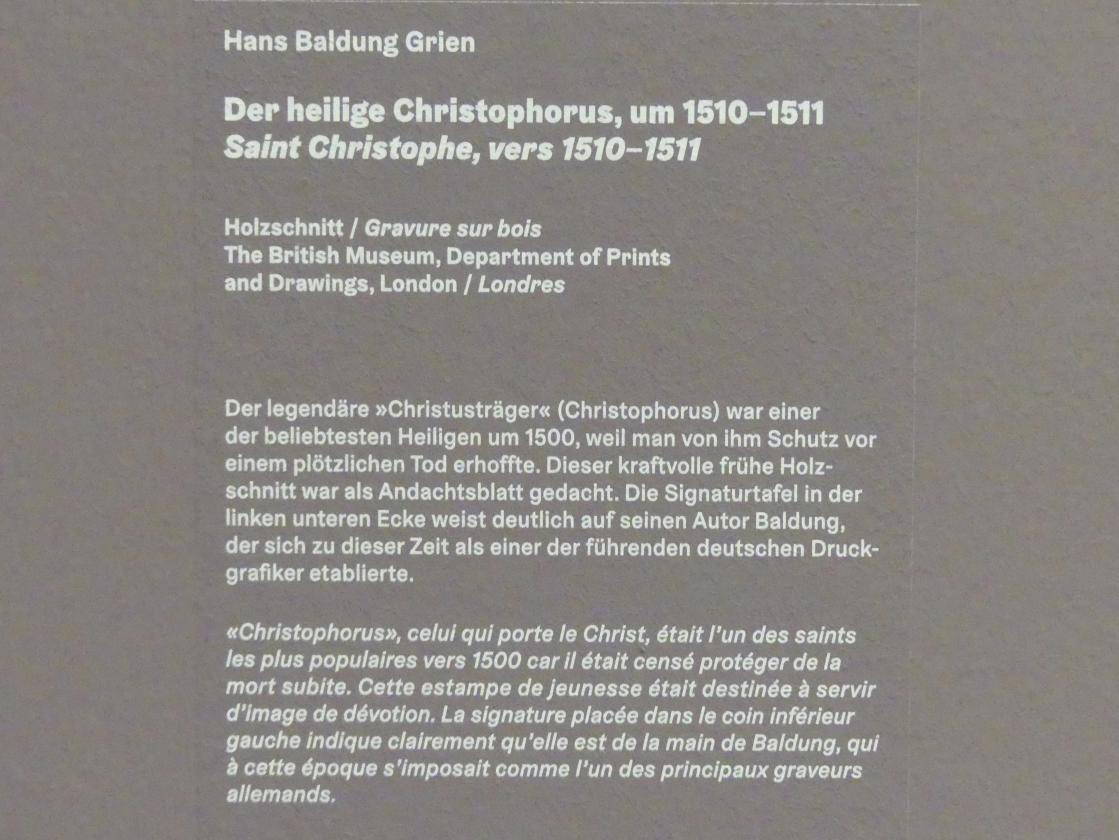 Hans Baldung Grien
Der heilige Christophorus, um 1510–1511
Saint Christophe, vers 1510–1511
Holzschnitt / Gravure sur bois
The British Museum, Department of Prints
and Drawings, London / Londres
Der legendäre »Christusträger« (Christophorus) war einer
der beliebtesten Heiligen um 1500, weil man von ihm Schutz vor
einem plötzlichen Tod erhoffte. Dieser kraftvolle frühe Holz-
schnitt war als Andachtsblatt gedacht. Die Signaturtafel in der
linken unteren Ecke weist deutlich auf seinen Autor Baldung,
der sich zu dieser Zeit als einer der führenden deutschen Druck-
grafiker etablierte.
«Christophorus», celui qui porte le Christ, était l'un des saints
les plus populaires vers 1500 car il était censé protéger de la
mort subite. Cette estampe de jeunesse était destinée à servir
d'image de dévotion. La signature placée dans le coin inférieur
gauche indique clairement qu'elle est de la main de Baldung, qui
à cette époque s'imposait comme l'un des principaux graveurs
allemands.